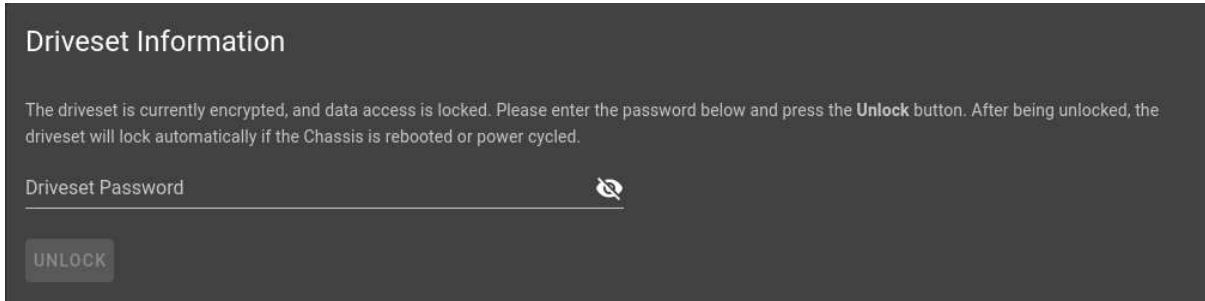 Driveset Information
The driveset is currently encrypted, and data access is locked. Please enter the password below and press the Unlock button. After being unlocked, the
driveset will lock automatically if the Chassis is rebooted or power cycled.
Driveset Password
UNLOCK